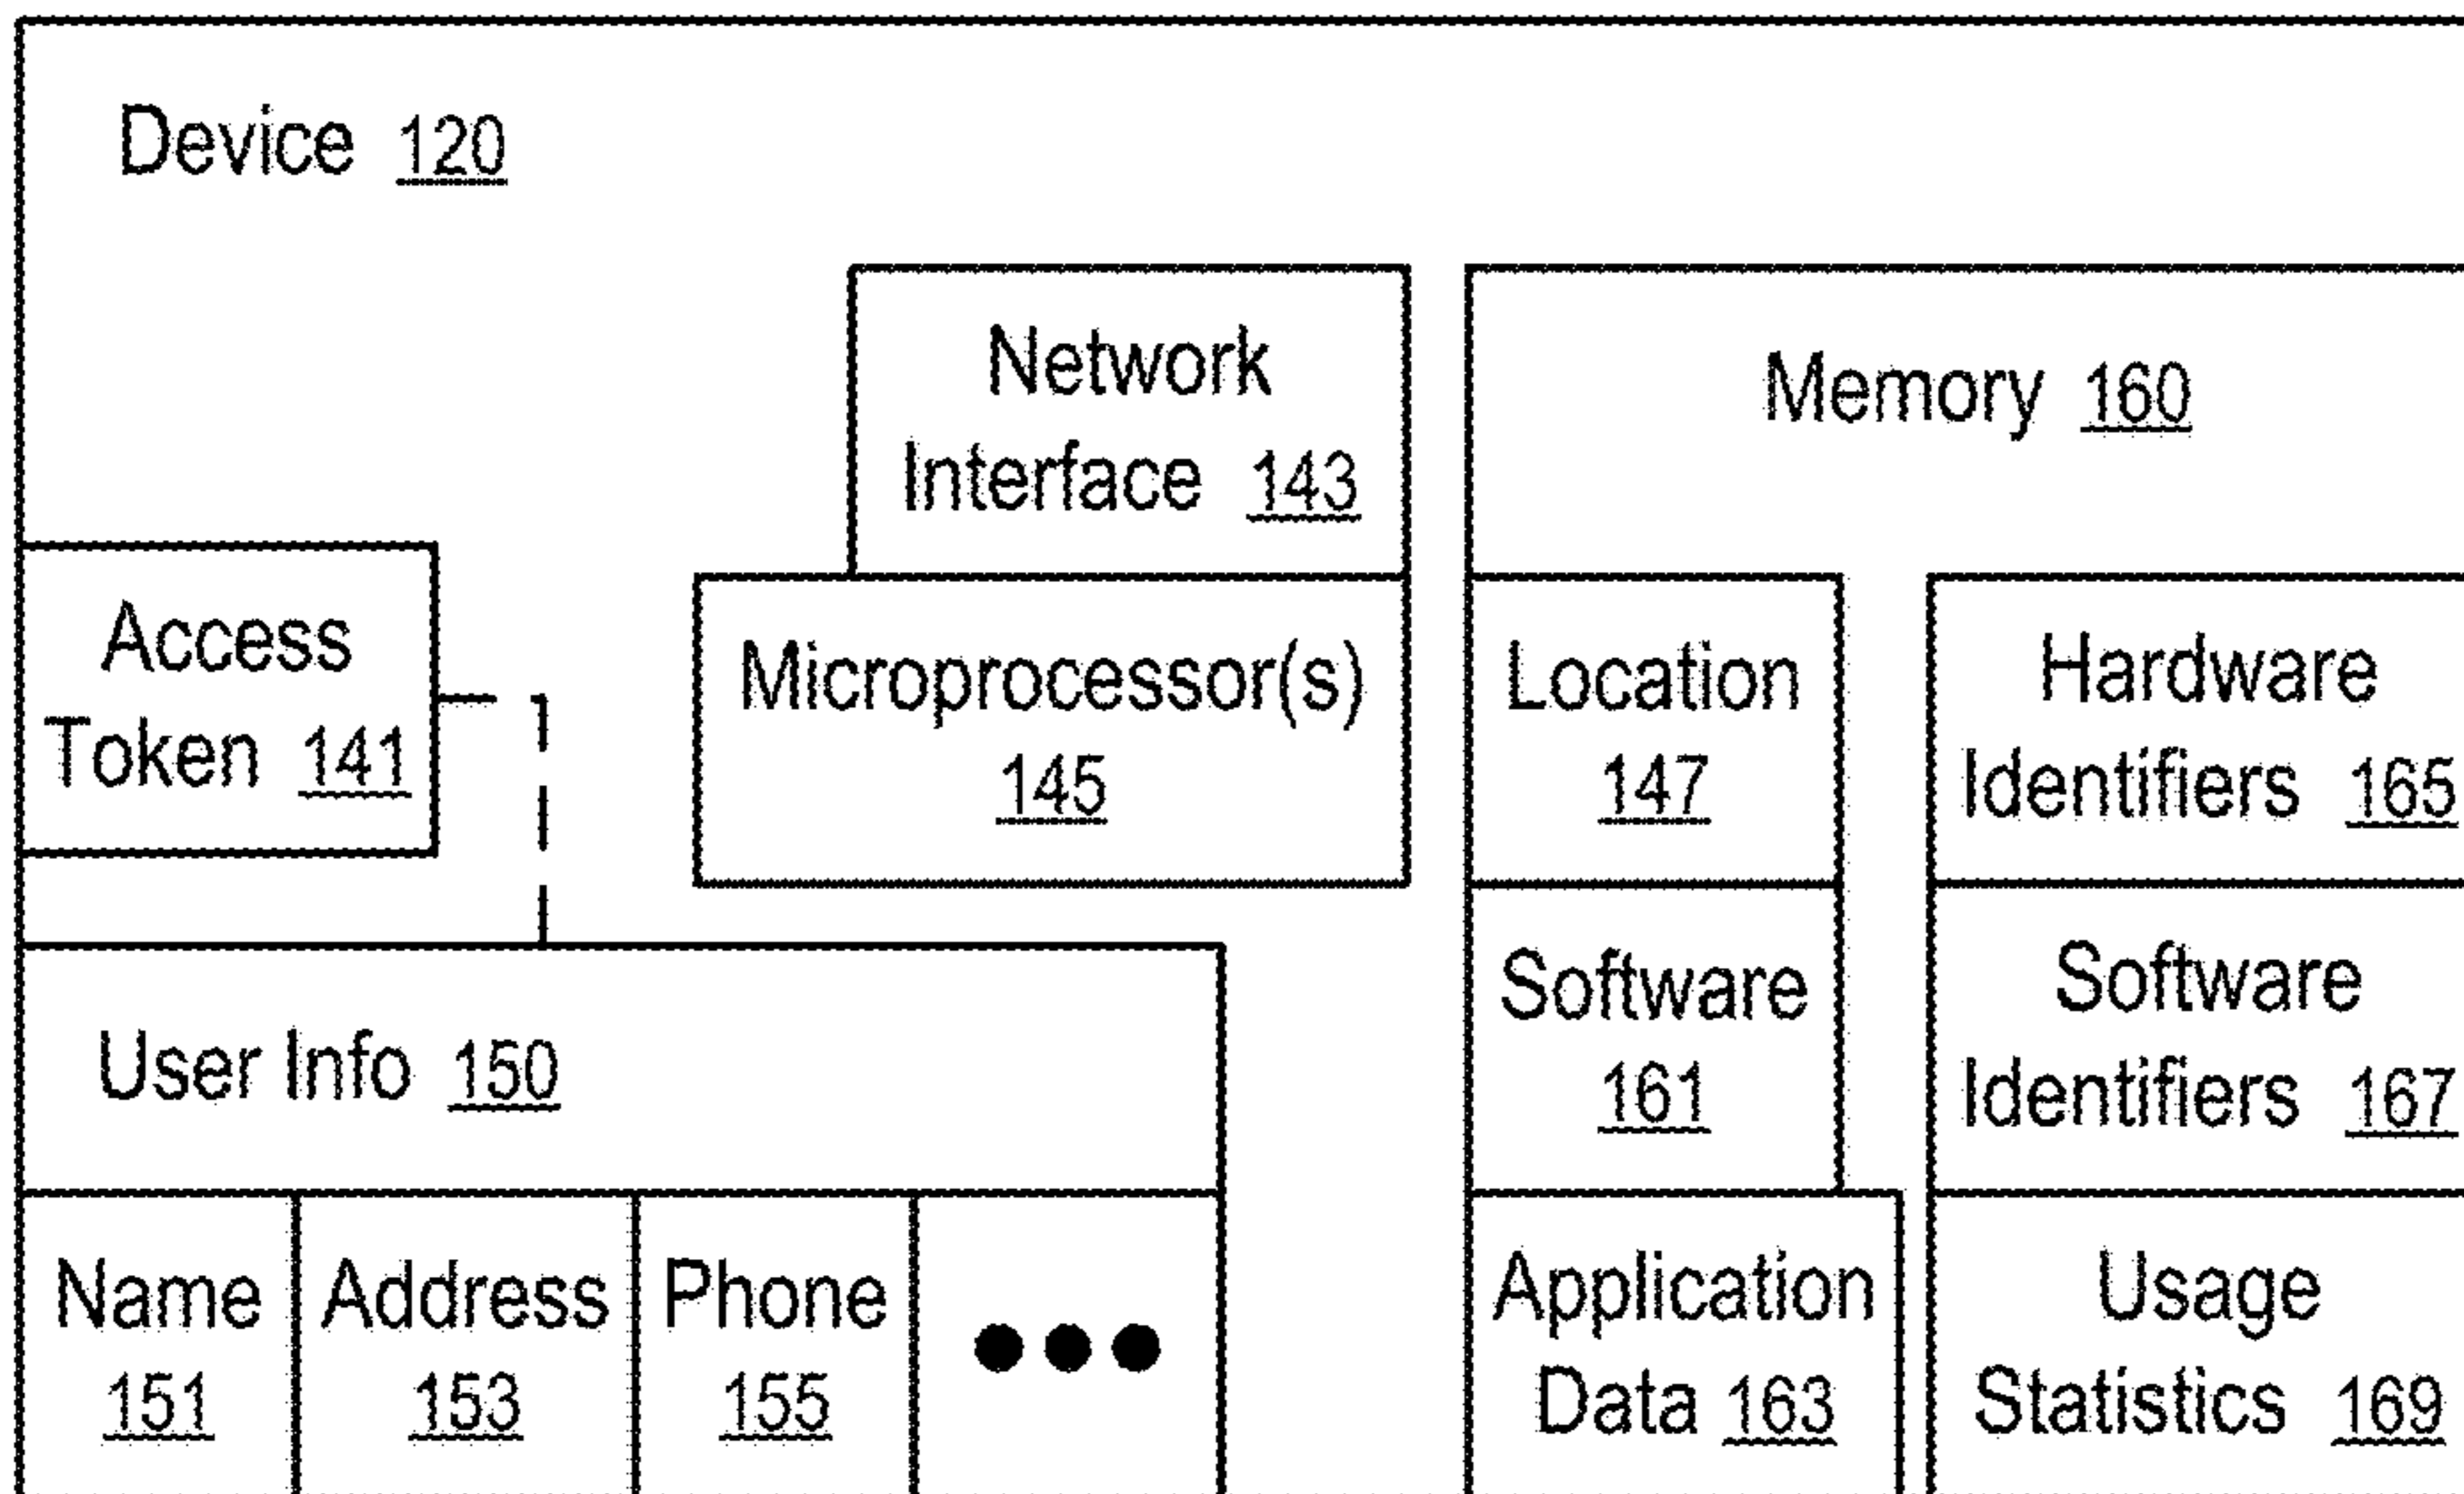 Device 120
Network
Interface 143
Memory 160
Access
Token 141
Microprocessor(s)
145
Location
147
Hardware
Identifiers 165
User Info 150
Software
161
Software
Identifiers 167
Name
151
Address
153
Phone
155
Application
Data 163
Usage
Statistics 169